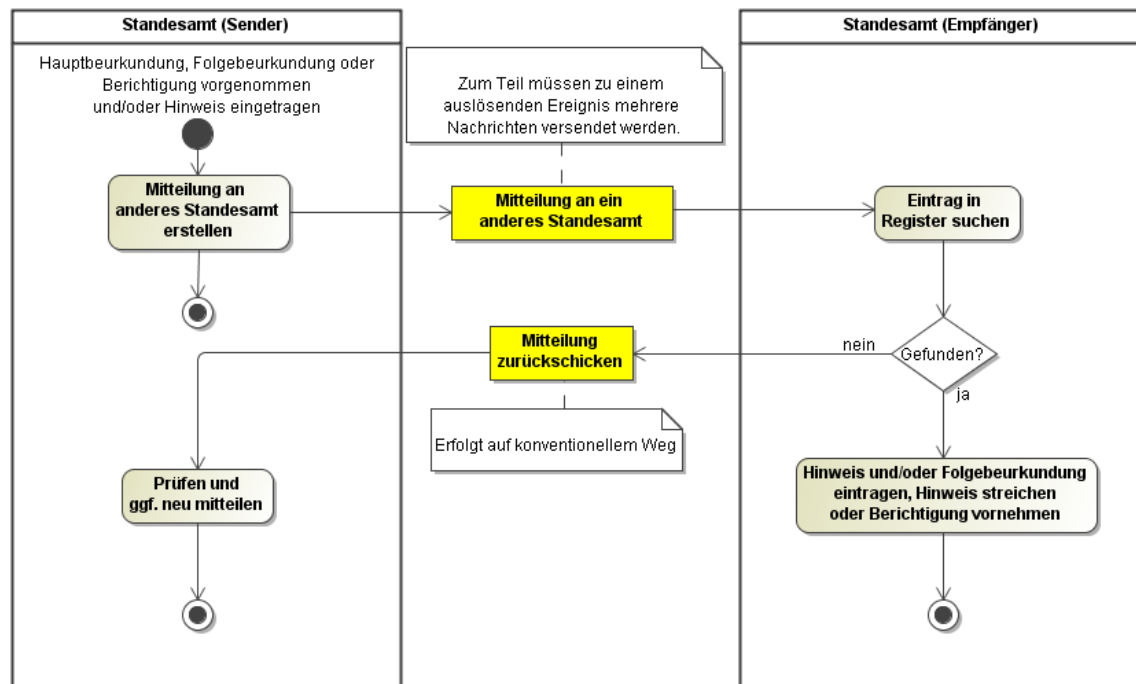 Standesamt (Sender)
Standesamt (Empfänger)
Hauptbeurkundung, Folgebeurkundung oder
Berichtigung vorgenommen
und/oder Hinweis eingetragen
Zum Teil müssen zu einem
auslösenden Ereignis mehrere
Nachrichten versendet werden.
Mitteilung an
anderes Standesamt
erstellen
Mitteilung an ein
anderes Standesamt
Eintrag in
Register suchen
Mitteilung
zurückschicken
nein
Gefunden?
ja
Erfolgt auf konventionellem Weg
Prüfen und
ggf. neu mitteilen
Hinweis und/oder Folgebeurkundung
eintragen, Hinweis streichen
oder Berichtigung vornehmen